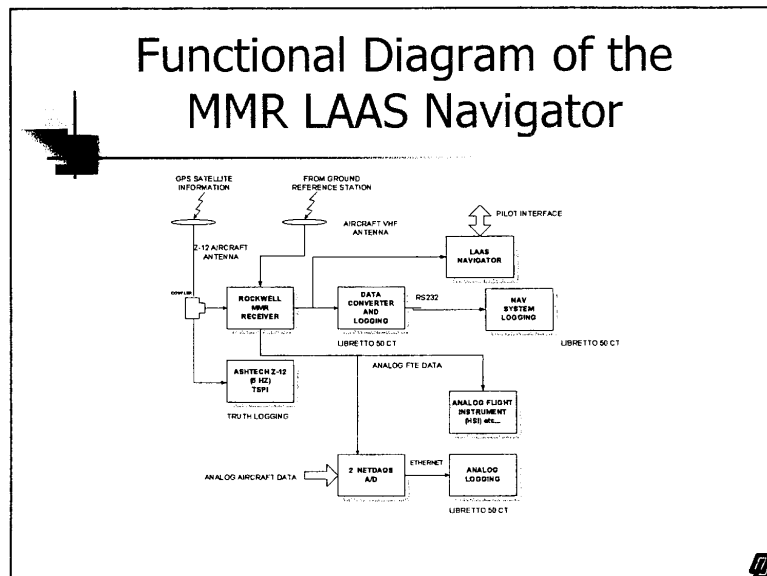 Functional Diagram of the
MMR LAAS Navigator
GPS SATELLITE
INFORMATION
FROM GROUND
REFERENCE STATION
PILOT INTERFACE
AIRCRAFT VHF
ANTENNA
Z-12 AIRCRAFT
ANTENNA
LAAS
NAVIGATOR
ROCKWELL
MMR
RECEIVER
DATA
CONVERTER
AND
LOGGING
RS232
NAV
SYSTEM
LOGGING
LIBRETTO 50 CT
LIBRETTO 50 CT
ASHTECH Z-12
(5 HZ)
TSPI
ANALOG FTE DATA
TRUTH LOGGING
ANALOG FLIGHT
INSTRUMENT
(HSI) etc...
ANALOG AIRCRAFT DATA
2 NETDAQS
A/D
ETHERNET
ANALOG
LOGGING
LIBRETTO 50 CT